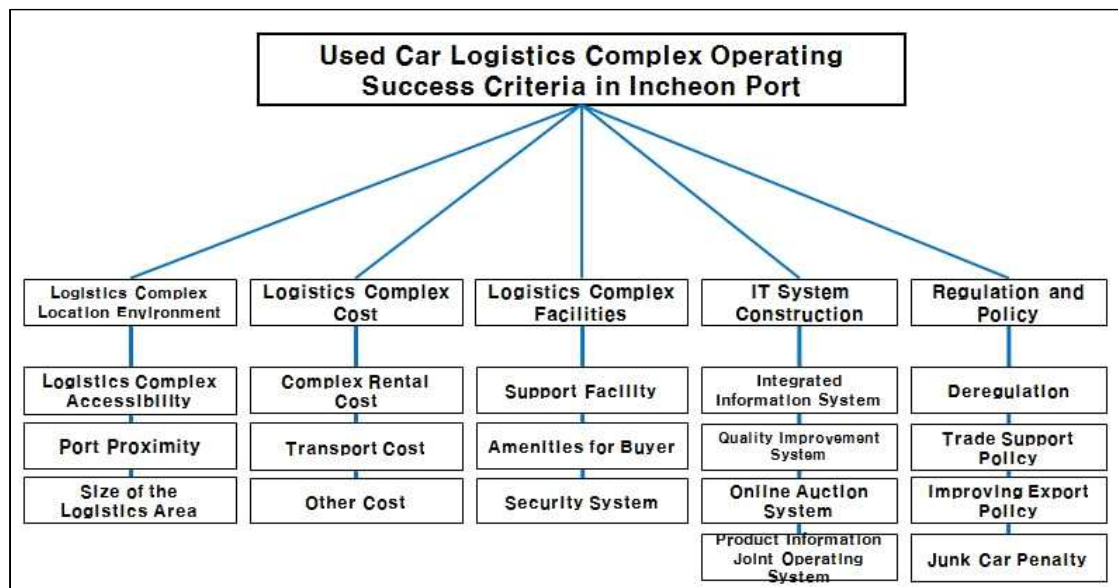 Used Car Logistics Complex Operating
Success Criteria in Incheon Port
Logistics Complex
Location Environment
Logistics Complex
Cost
Logistics Complex
Facilities
IT System
Construction
Regulation and
Policy
Logistics Complex
Accessibility
Complex Rental
Cost
Support Facility
Integrated
Information System
Deregulation
Port Proximity
Transport Cost
Amenities for Buyer
Quality Improvement
System
Trade Support
Policy
Size of the
Logistics Area
Other Cost
Security System
Online Auction
System
Improving Export
Policy
Product Information
Joint Operating
System
Junk Car Penalty